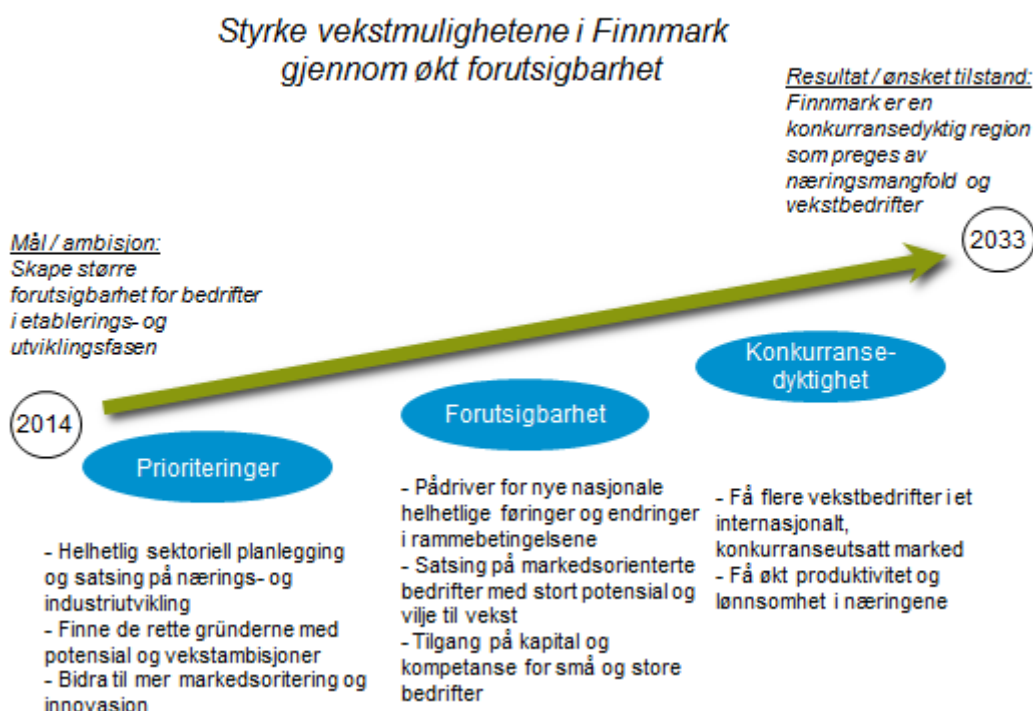 Styrke vekstmulighetene i Finnmark
gjennom økt forutsigbarhet
Resultat / ønsket tilstand:
Finnmark er en
konkurransedyktig region
som preges av
næringsmangfold og
vekstbedrifter
2033
Mål / ambisjon:
Skape større
forutsigbarhet for bedrifter
i etablerings- og
utviklingsfasen
2014
Prioriteringer
- Helhetlig sektoriell planlegging
og satsing på nærings- og
industriutvikling
- Finne de rette gründerne med
potensial og vekstambisjoner
- Bidra til mer markedsoritering og
innovasjon
Forutsigbarhet
- Pådriver for nye nasjonale
helhetlige føringer og endringer
i rammebetingelsene
- Satsing på markedsorienterte
bedrifter med stort potensial og
vilje til vekst
- Tilgang på kapital og
kompetanse for små og store
bedrifter
Konkurranse-
dyktighet
- Få flere vekstbedrifter i et
internasjonalt,
konkurranseutsatt marked
- Få økt produktivitet og
lønnsomhet i næringene